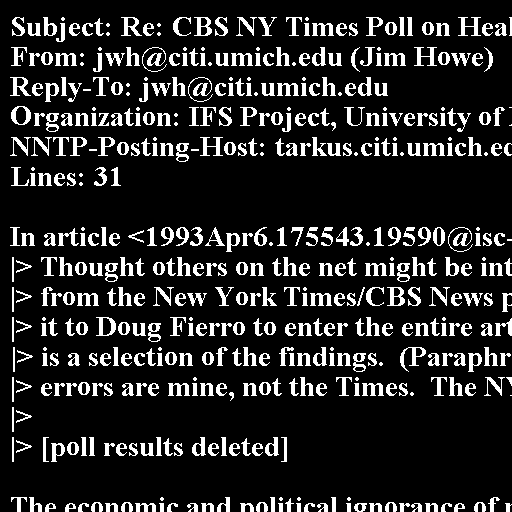 Subject: Re: CBS NY Times Poll on Heal
From: jwh@citi.umich.edu (Jim Howe)
Reply-To: jwh@citi.umich.edu
Organization: IFS Project, University of
NNTP-Posting-Host: tarkus.citi.umich.ed
Lines: 31

In article <1993Apr6.175543.19590@isc-
|> Thought others on the net might be int
|> from the New York Times/CBS News p
|> it to Doug Fierro to enter the entire art
|> is a selection of the findings.  (Paraphr
|> errors are mine, not the Times.  The NY
|>
|> [poll results deleted]

The economic and political ignorance of